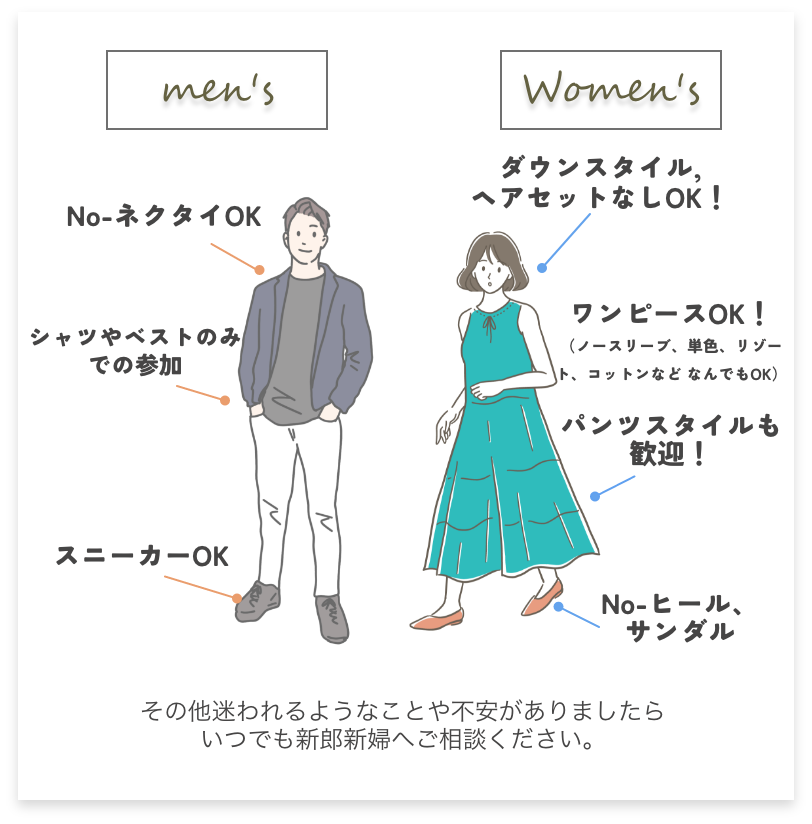 men's
No-ネクタイOK
シャツやベストのみ
での参加
スニーカーOK
Women's
ダウンスタイル,
ヘアセットなしOK！
ワンピースOK！
（ノースリーブ、単色、リゾー
ト、コットンなど なんでもOK）
パンツスタイルも
歓迎！
No-ヒール、
サンダル
その他迷われるようなことや不安がありましたら
いつでも新郎新婦へご相談ください。